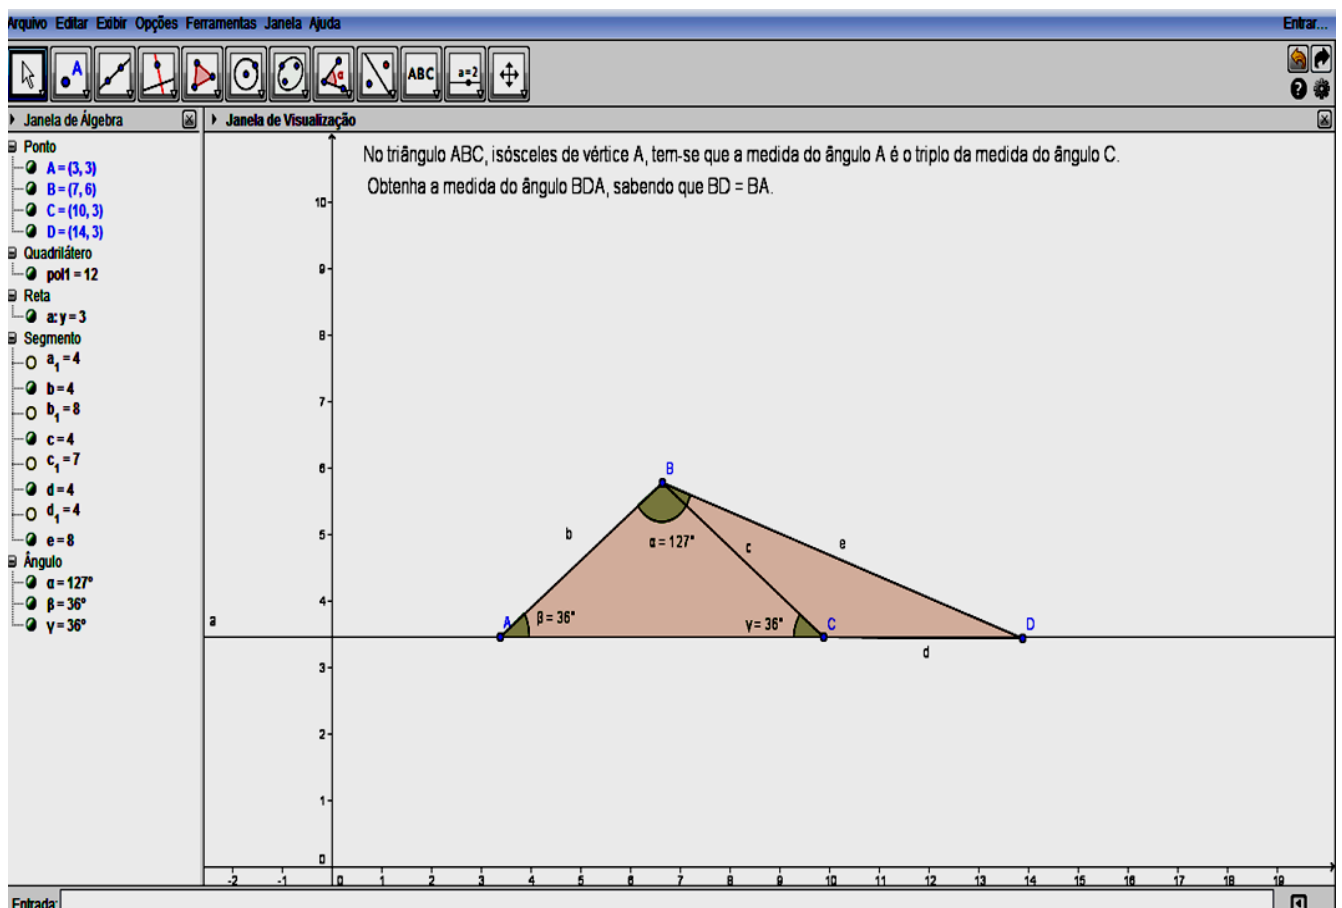 Arquivo Editar Exibir Opções Ferramentas Janela Ajuda Entrar...
A α ABC a=2
Janela de Álgebra
Janela de Visualização
Ponto
A = (3, 3)
B = (7, 6)
C = (10, 3)
D = (14, 3)
Quadrilátero
pol1 = 12
Reta
a: y = 3
Segmento
a₁ = 4
b = 4
b₁ = 8
c = 4
c₁ = 7
d = 4
d₁ = 4
e = 8
Ângulo
α = 127°
β = 36°
γ = 36°
No triângulo ABC, isósceles de vértice A, tem-se que a medida do ângulo A é o triplo da medida do ângulo C.
Obtenha a medida do ângulo BDA, sabendo que BD = BA.
10
9
8
7
6
5
4
3
2
1
0
B
b
α = 127°
c
e
a
A
β = 36°
γ = 36°
C
D
d
-2 -1 0 1 2 3 4 5 6 7 8 9 10 11 12 13 14 15 16 17 18 19
Entrada: